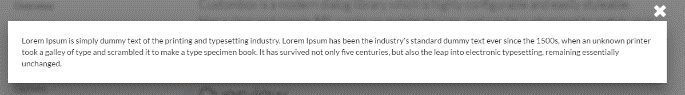 Lorem Ipsum is simply dummy text of the printing and typesetting industry. Lorem Ipsum has been the industry's standard dummy text ever since the 1500s, when an unknown printer
took a galley of type and scrambled it to make a type specimen book. It has survived not only five centuries, but also the leap into electronic typesetting, remaining essentially
unchanged.